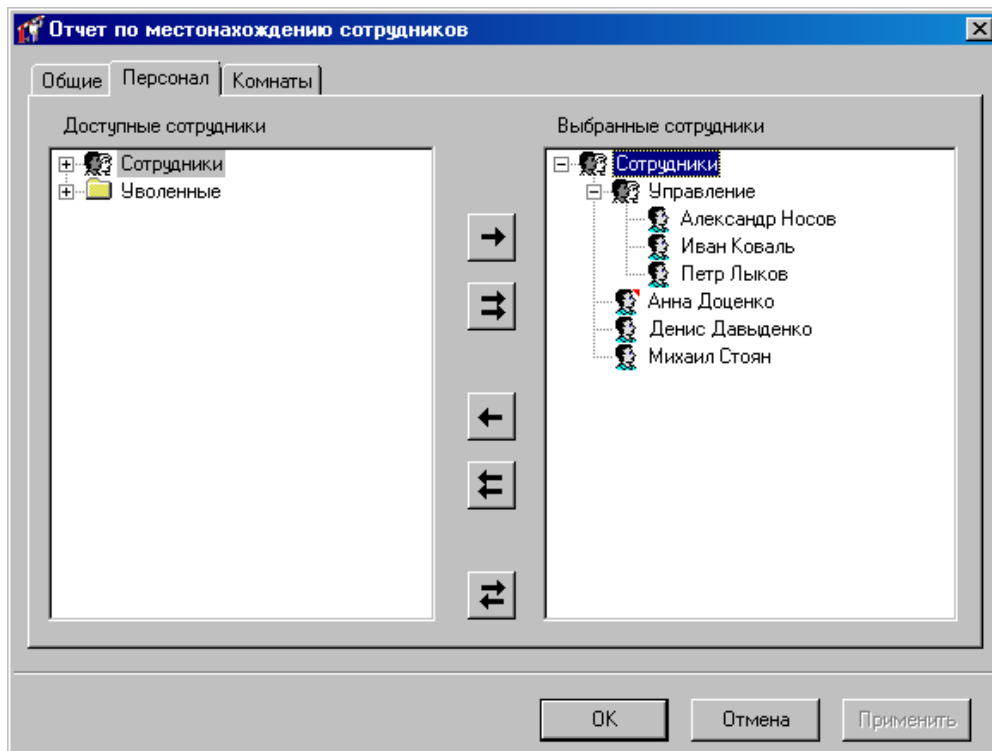 Отчет по местонахождению сотрудников
Общие Персонал Комнаты
Доступные сотрудники
Выбранные сотрудники
Сотрудники
Уволенные
Сотрудники
Управление
Александр Носов
Иван Коваль
Петр Лыков
Анна Доценко
Денис Давыденко
Михаил Стоян
OK Отмена Применить